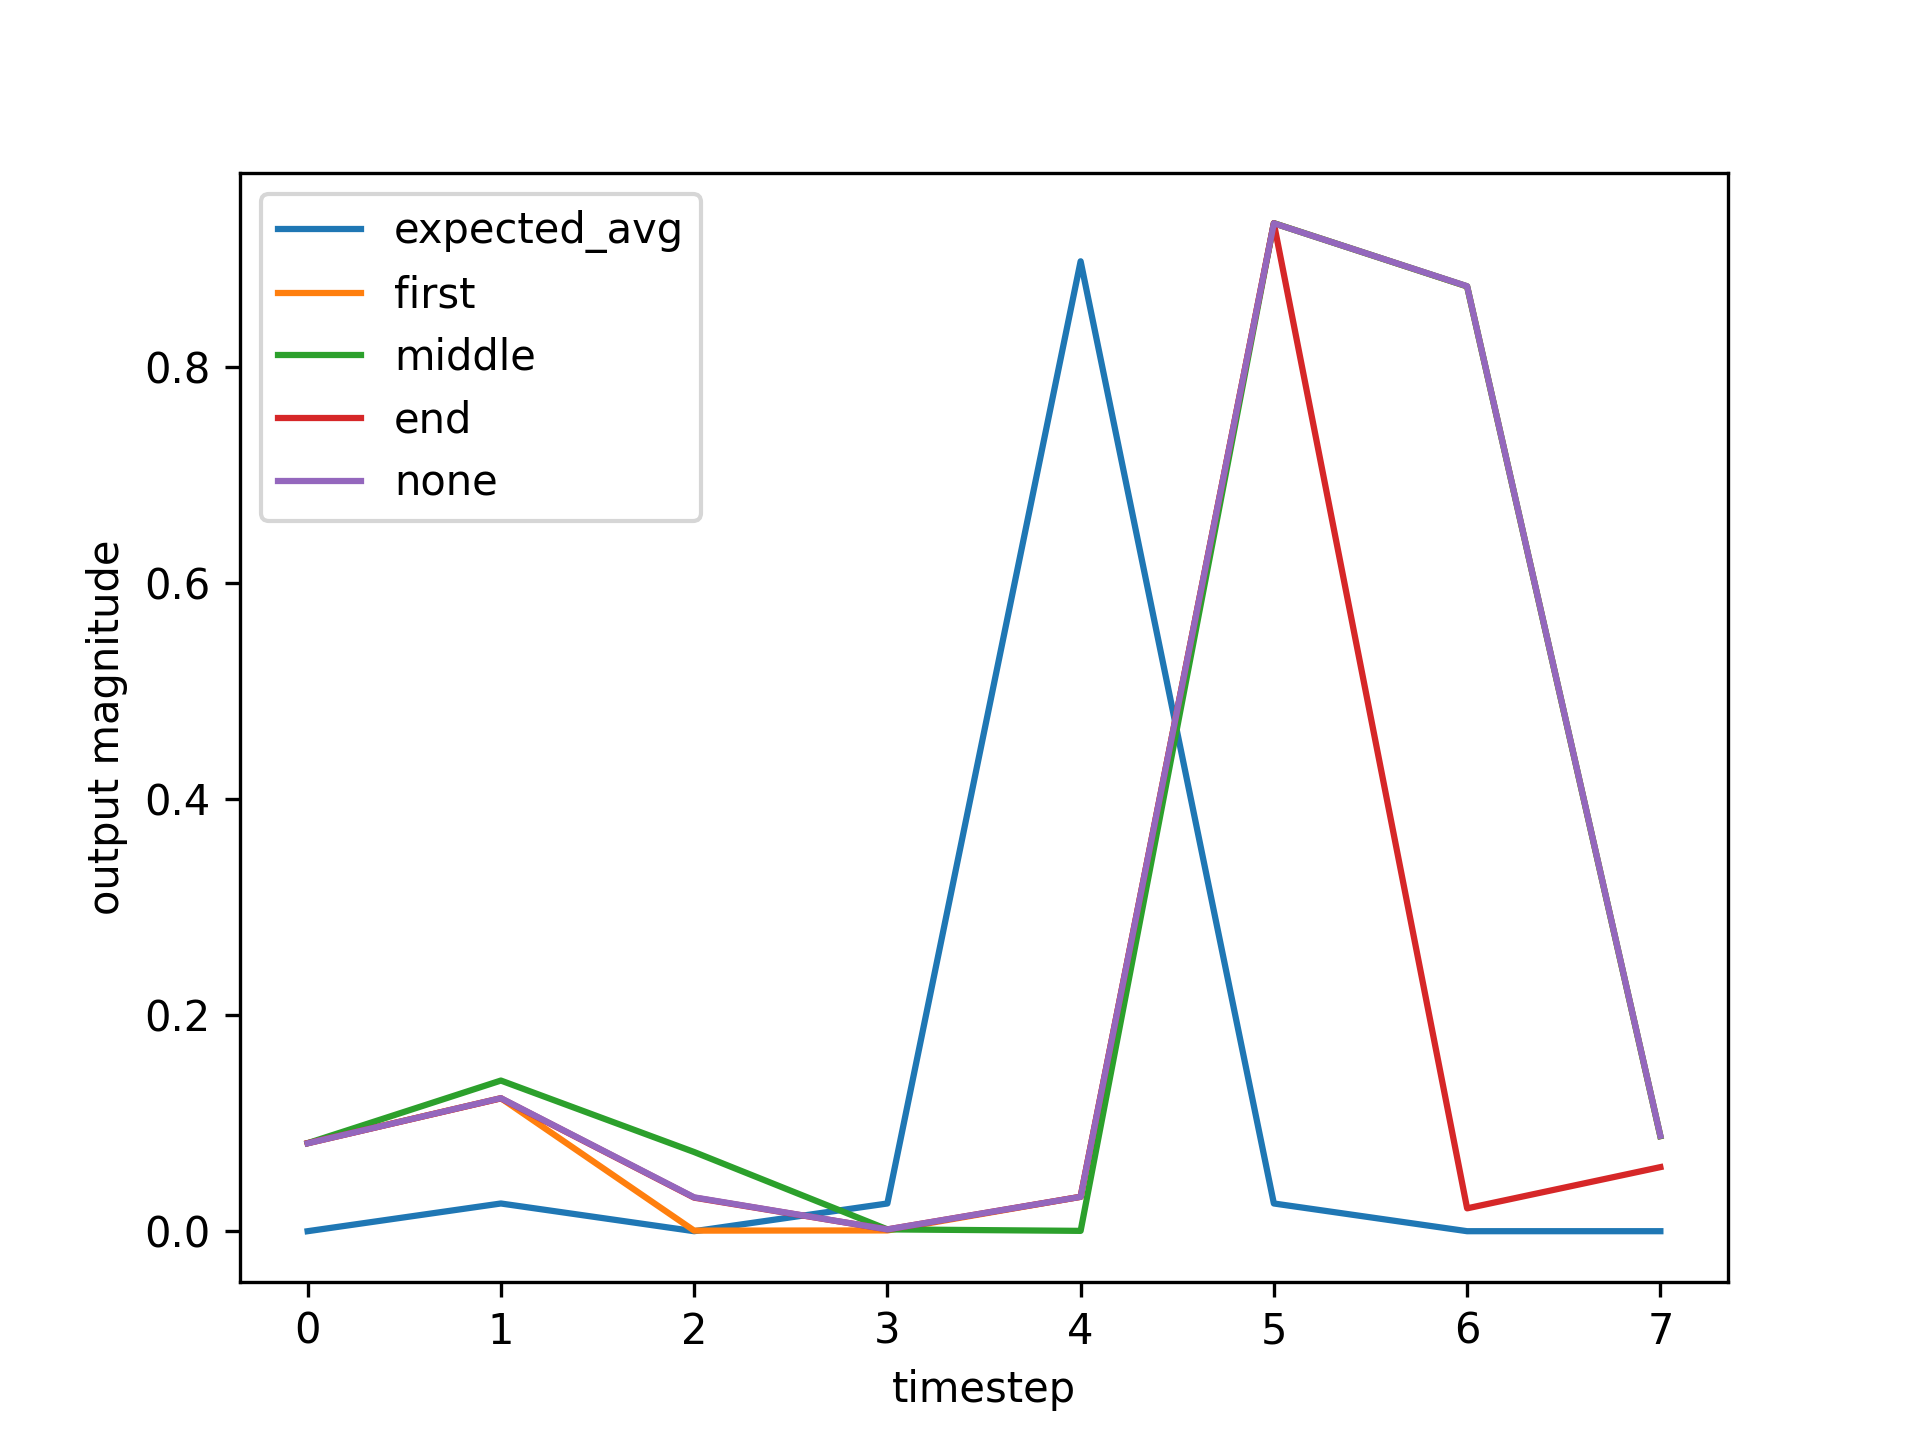 expected_avg
first
middle
end
none
output magnitude
0.8
0.6
0.4
0.2
0.0
0 1 2 3 4 5 6 7
timestep